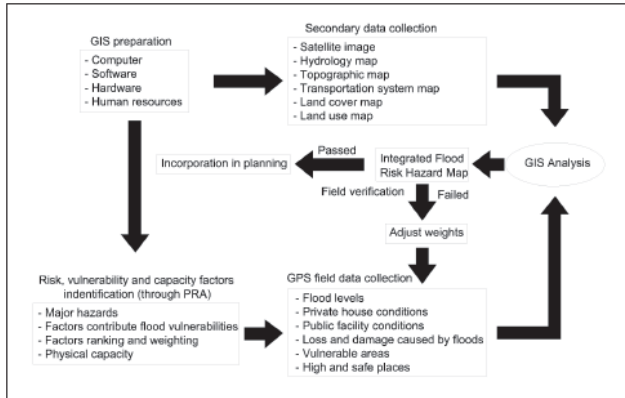 GIS preparation
- Computer
- Software
- Hardware
- Human resources
Secondary data collection
- Satellite image
- Hydrology map
- Topographic map
- Transportation system map
- Land cover map
- Land use map
Incorporation in planning
Passed
Integrated Flood
Risk Hazard Map
GIS Analysis
Field verification
Failed
Adjust weights
Risk, vulnerability and capacity factors
indentification (through PRA)
- Major hazards
- Factors contribute flood vulnerabilities
- Factors ranking and weighting
- Physical capacity
GPS field data collection
- Flood levels
- Private house conditions
- Public facility conditions
- Loss and damage caused by floods
- Vulnerable areas
- High and safe places